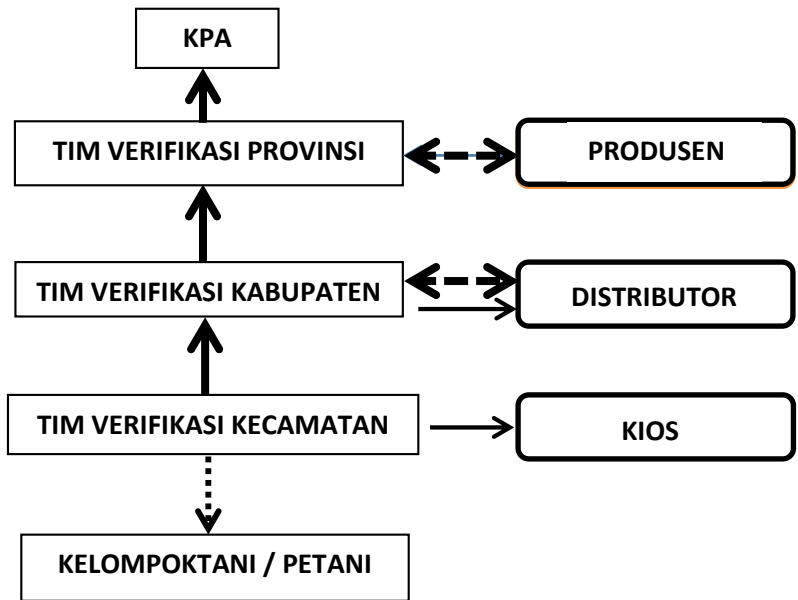 KPA
TIM VERIFIKASI PROVINSI
PRODUSEN
TIM VERIFIKASI KABUPATEN
DISTRIBUTOR
TIM VERIFIKASI KECAMATAN
KIOS
KELOMPOKTANI / PETANI